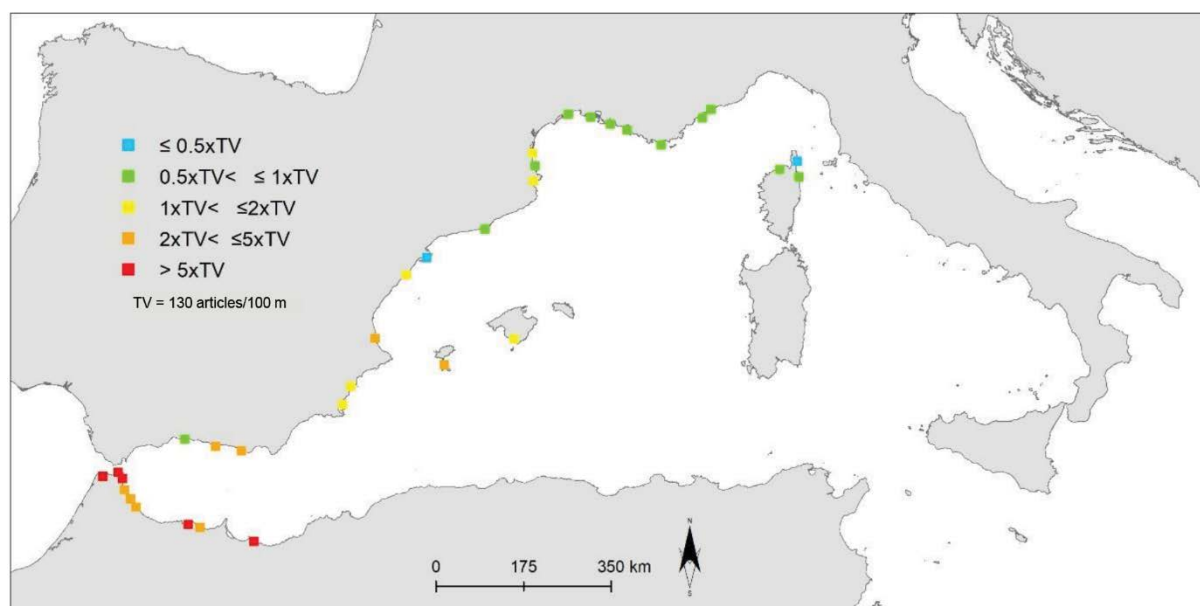 ≤ 0.5xTV
0.5xTV< ≤ 1xTV
1xTV< ≤2xTV
2xTV< ≤5xTV
> 5xTV
TV = 130 articles/100 m
N
S
0 175 350 km